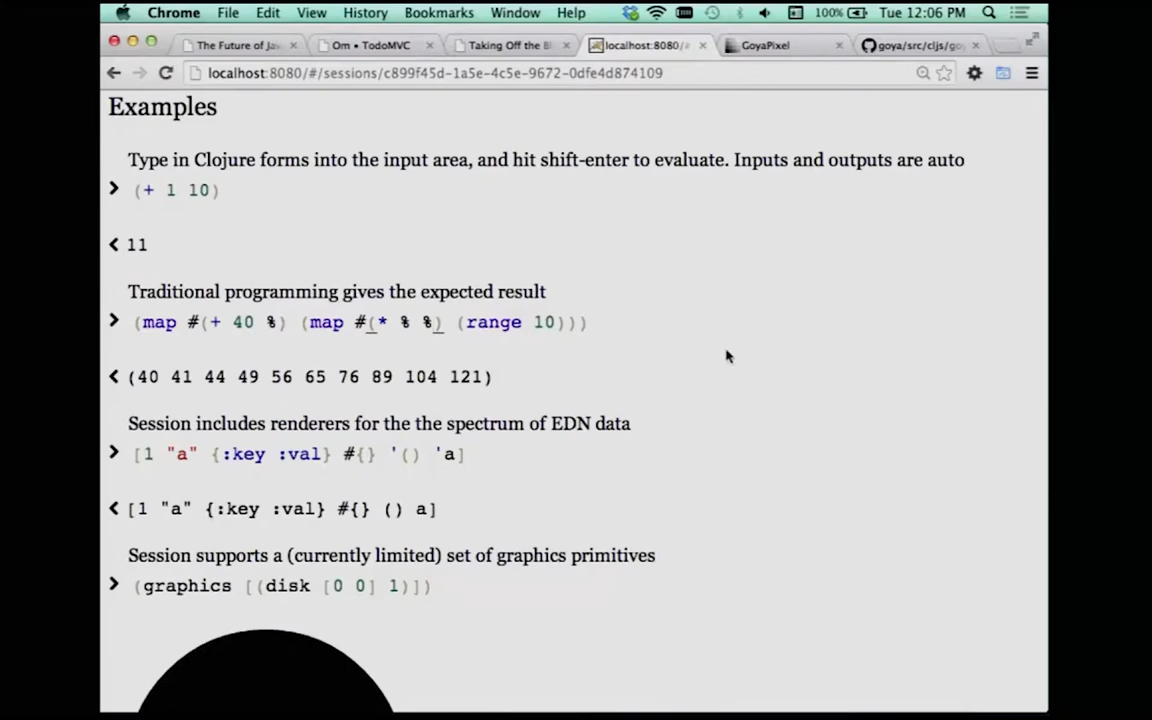 Chrome File Edit View History Bookmarks Window Help 100% Tue 12:06 PM
The Future of Ja Om • TodoMVC Taking Off the localhost:8080/# GoyaPixel goya/src/cljs/go
localhost:8080/#/sessions/c899f45d-1a5e-4c5e-9672-0dfe4d874109
Examples
Type in Clojure forms into the input area, and hit shift-enter to evaluate. Inputs and outputs are auto
> (+ 1 10)
< 11
Traditional programming gives the expected result
> (map #(+ 40 %) (map #(* % %) (range 10)))
< (40 41 44 49 56 65 76 89 104 121)
Session includes renderers for the the spectrum of EDN data
> [1 "a" {:key :val} #{} '() 'a]
< [1 "a" {:key :val} #{} () a]
Session supports a (currently limited) set of graphics primitives
> (graphics [(disk [0 0] 1)])